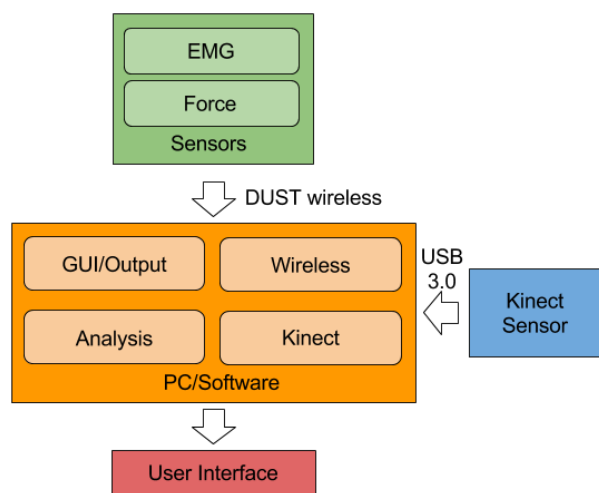 EMG
Force
Sensors
DUST wireless
GUI/Output
Wireless
USB
3.0
Kinect
Sensor
Analysis
Kinect
PC/Software
User Interface